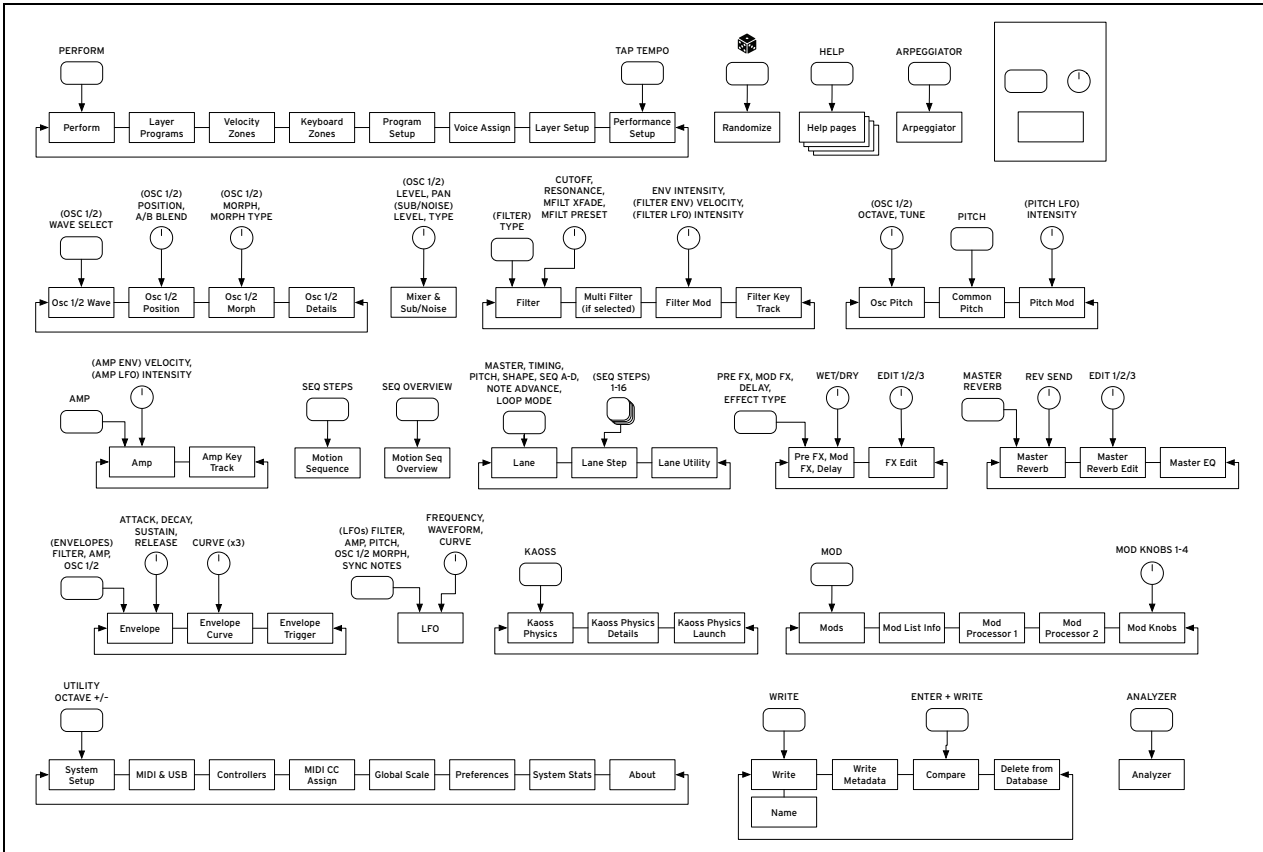 PERFORM
TAP TEMPO
HELP
ARPEGGIATOR
Perform
Layer
Programs
Velocity
Zones
Keyboard
Zones
Program
Setup
Voice Assign
Layer Setup
Performance
Setup
Randomize
Help pages
Arpeggiator
(OSC 1/2)
WAVE SELECT
(OSC 1/2)
POSITION,
A/B BLEND
(OSC 1/2)
MORPH,
MORPH TYPE
(OSC 1/2)
LEVEL, PAN
(SUB/NOISE)
LEVEL, TYPE
(FILTER)
TYPE
CUTOFF,
RESONANCE,
MFILT XFADE,
MFILT PRESET
ENV INTENSITY,
(FILTER ENV) VELOCITY,
(FILTER LFO) INTENSITY
(OSC 1/2)
OCTAVE, TUNE
PITCH
(PITCH LFO)
INTENSITY
Osc 1/2 Wave
Osc 1/2
Position
Osc 1/2
Morph
Osc 1/2
Details
Mixer &
Sub/Noise
Filter
Multi Filter
(if selected)
Filter Mod
Filter Key
Track
Osc Pitch
Common
Pitch
Pitch Mod
AMP
(AMP ENV) VELOCITY,
(AMP LFO) INTENSITY
SEQ STEPS
SEQ OVERVIEW
MASTER, TIMING,
PITCH, SHAPE, SEQ A-D,
NOTE ADVANCE,
LOOP MODE
(SEQ STEPS)
1-16
PRE FX, MOD FX,
DELAY,
EFFECT TYPE
WET/DRY
EDIT 1/2/3
MASTER
REVERB
REV SEND
EDIT 1/2/3
Amp
Amp Key
Track
Motion
Sequence
Motion Seq
Overview
Lane
Lane Step
Lane Utility
Pre FX, Mod
FX, Delay
FX Edit
Master
Reverb
Master
Reverb Edit
Master EQ
(ENVELOPES)
FILTER, AMP,
OSC 1/2
ATTACK, DECAY,
SUSTAIN,
RELEASE
CURVE (x3)
(LFOs) FILTER,
AMP, PITCH,
OSC 1/2 MORPH,
SYNC NOTES
FREQUENCY,
WAVEFORM,
CURVE
KAOSS
MOD
MOD KNOBS 1-4
Envelope
Envelope
Curve
Envelope
Trigger
LFO
Kaoss
Physics
Kaoss Physics
Details
Kaoss Physics
Launch
Mods
Mod List Info
Mod
Processor 1
Mod
Processor 2
Mod Knobs
UTILITY
OCTAVE +/–
WRITE
ENTER + WRITE
ANALYZER
System
Setup
MIDI & USB
Controllers
MIDI CC
Assign
Global Scale
Preferences
System Stats
About
Write
Write
Metadata
Compare
Delete from
Database
Analyzer
Name